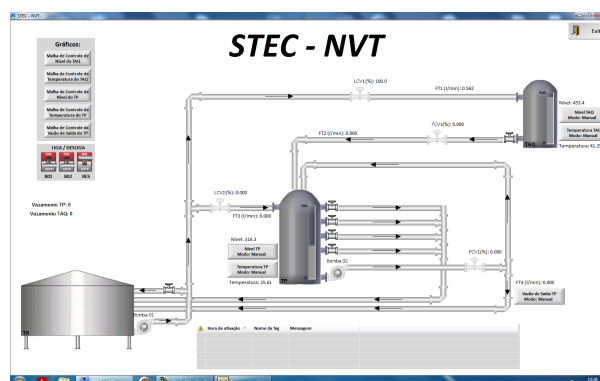 STEC - NVT -
Exit
STEC - NVT
Gráficos:
Malha de Controle de
Nível do TAQ
Malha de Controle de
Temperatura do TAQ
Malha de Controle de
Nível do TP
Malha de Controle de
Temperatura do TP
Malha de Controle de
Vazão de Saída do TP
LIGA / DESLIGA
B01 B02 RES
Vazamento TP: 0
Vazamento TAQ: 0
LCV1(%): 100.0
FT1 (l/min): 0.562
Nível: 453.4
Nível TAQ
Modo: Manual
Temperatura TAQ
Modo: Manual
Temperatura: 41.25
TAQ
TCV1(%): 0.000
FT2 (l/min): 0.000
LCV2(%): 0.000
FT3 (l/min): 0.000
Nível: 316.3
Nível TP
Modo: Manual
Temperatura TP
Modo: Manual
Temperatura: 25.61
TP
Bomba 02
FCV1(%): 0.000
FT4 (l/min): 0.000
Vazão de Saída TP
Modo: Manual
TR
Bomba 01
Hora de ativação Nome da Tag Mensagem